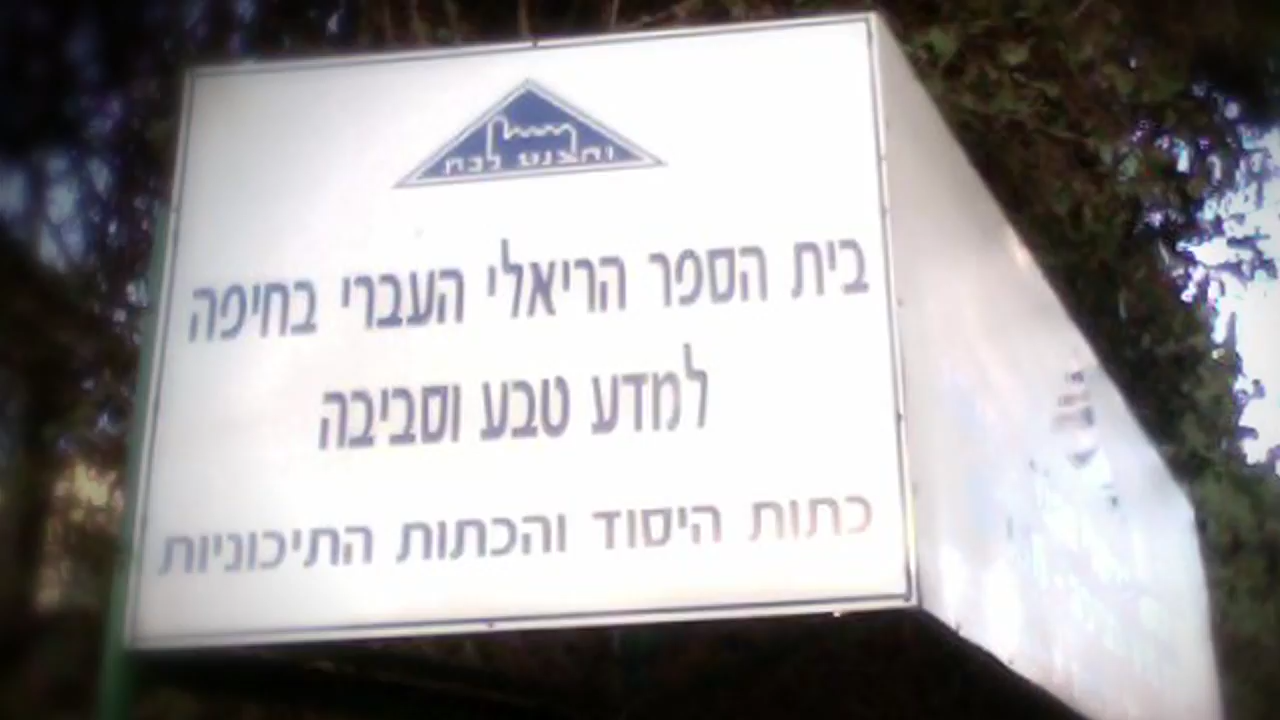 והצנע לכת
בית הספר הריאלי העברי בחיפה
למדע טבע וסביבה
כתות היסוד והכתות התיכוניות